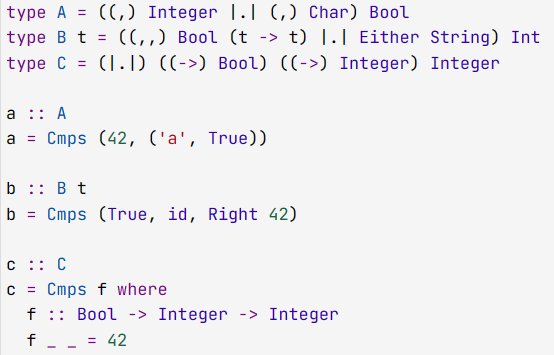 type A = ((,) Integer |.| (,) Char) Bool
type B t = ((,,) Bool (t -> t) |.| Either String) Int
type C = (|.|) ((->) Bool) ((->) Integer) Integer
a :: A
a = Cmps (42, ('a', True))
b :: B t
b = Cmps (True, id, Right 42)
c :: C
c = Cmps f where
  f :: Bool -> Integer -> Integer
  f _ _ = 42